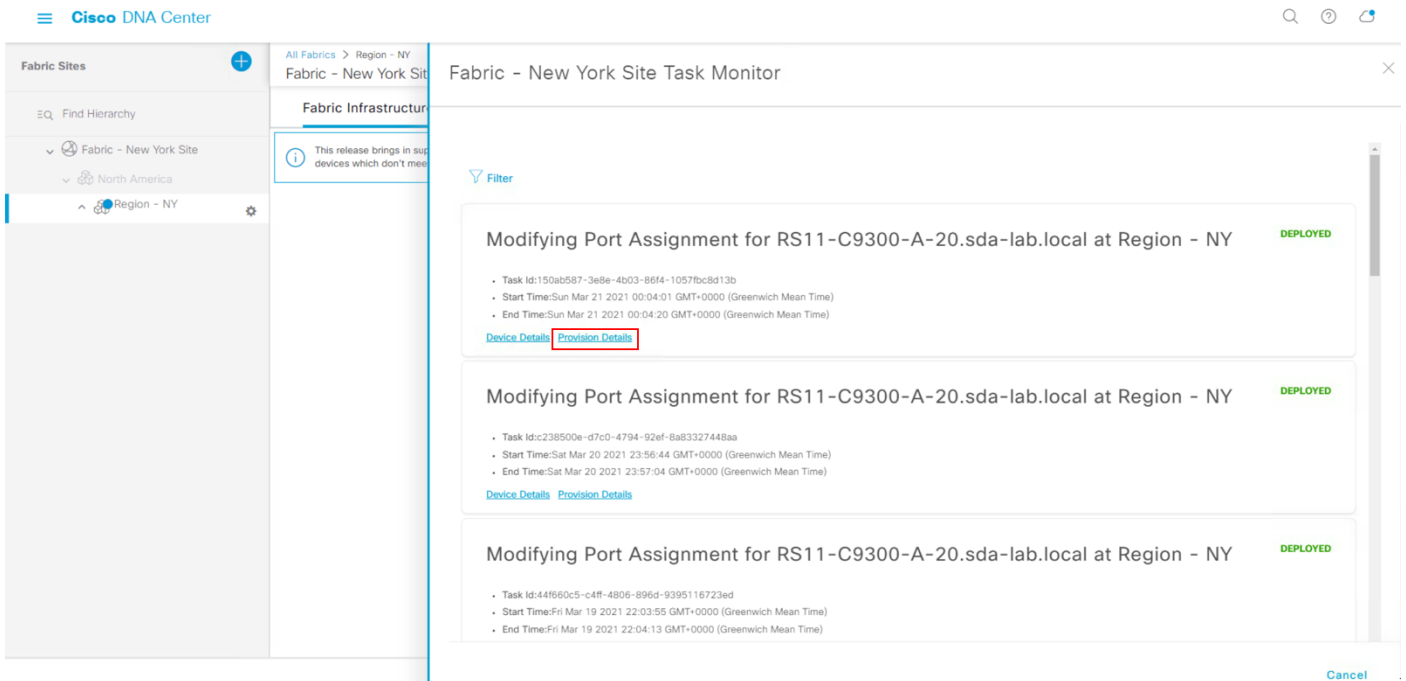 Cisco DNA Center
Fabric Sites
Find Hierarchy
Fabric - New York Site
North America
Region - NY
All Fabrics > Region - NY
Fabric - New York Sit
Fabric Infrastructur
This release brings in sup
devices which don't mee
Fabric - New York Site Task Monitor
Filter
Modifying Port Assignment for RS11-C9300-A-20.sda-lab.local at Region - NY
DEPLOYED
• Task Id:150ab587-3e8e-4b03-86f4-1057fbc8d13b
• Start Time:Sun Mar 21 2021 00:04:01 GMT+0000 (Greenwich Mean Time)
• End Time:Sun Mar 21 2021 00:04:20 GMT+0000 (Greenwich Mean Time)
Device Details Provision Details
Modifying Port Assignment for RS11-C9300-A-20.sda-lab.local at Region - NY
DEPLOYED
• Task Id:c238500e-d7c0-4794-92ef-8a83327448aa
• Start Time:Sat Mar 20 2021 23:56:44 GMT+0000 (Greenwich Mean Time)
• End Time:Sat Mar 20 2021 23:57:04 GMT+0000 (Greenwich Mean Time)
Device Details Provision Details
Modifying Port Assignment for RS11-C9300-A-20.sda-lab.local at Region - NY
DEPLOYED
• Task Id:44f660c5-c4ff-4806-896d-9395116723ed
• Start Time:Fri Mar 19 2021 22:03:55 GMT+0000 (Greenwich Mean Time)
• End Time:Fri Mar 19 2021 22:04:13 GMT+0000 (Greenwich Mean Time)
Cancel